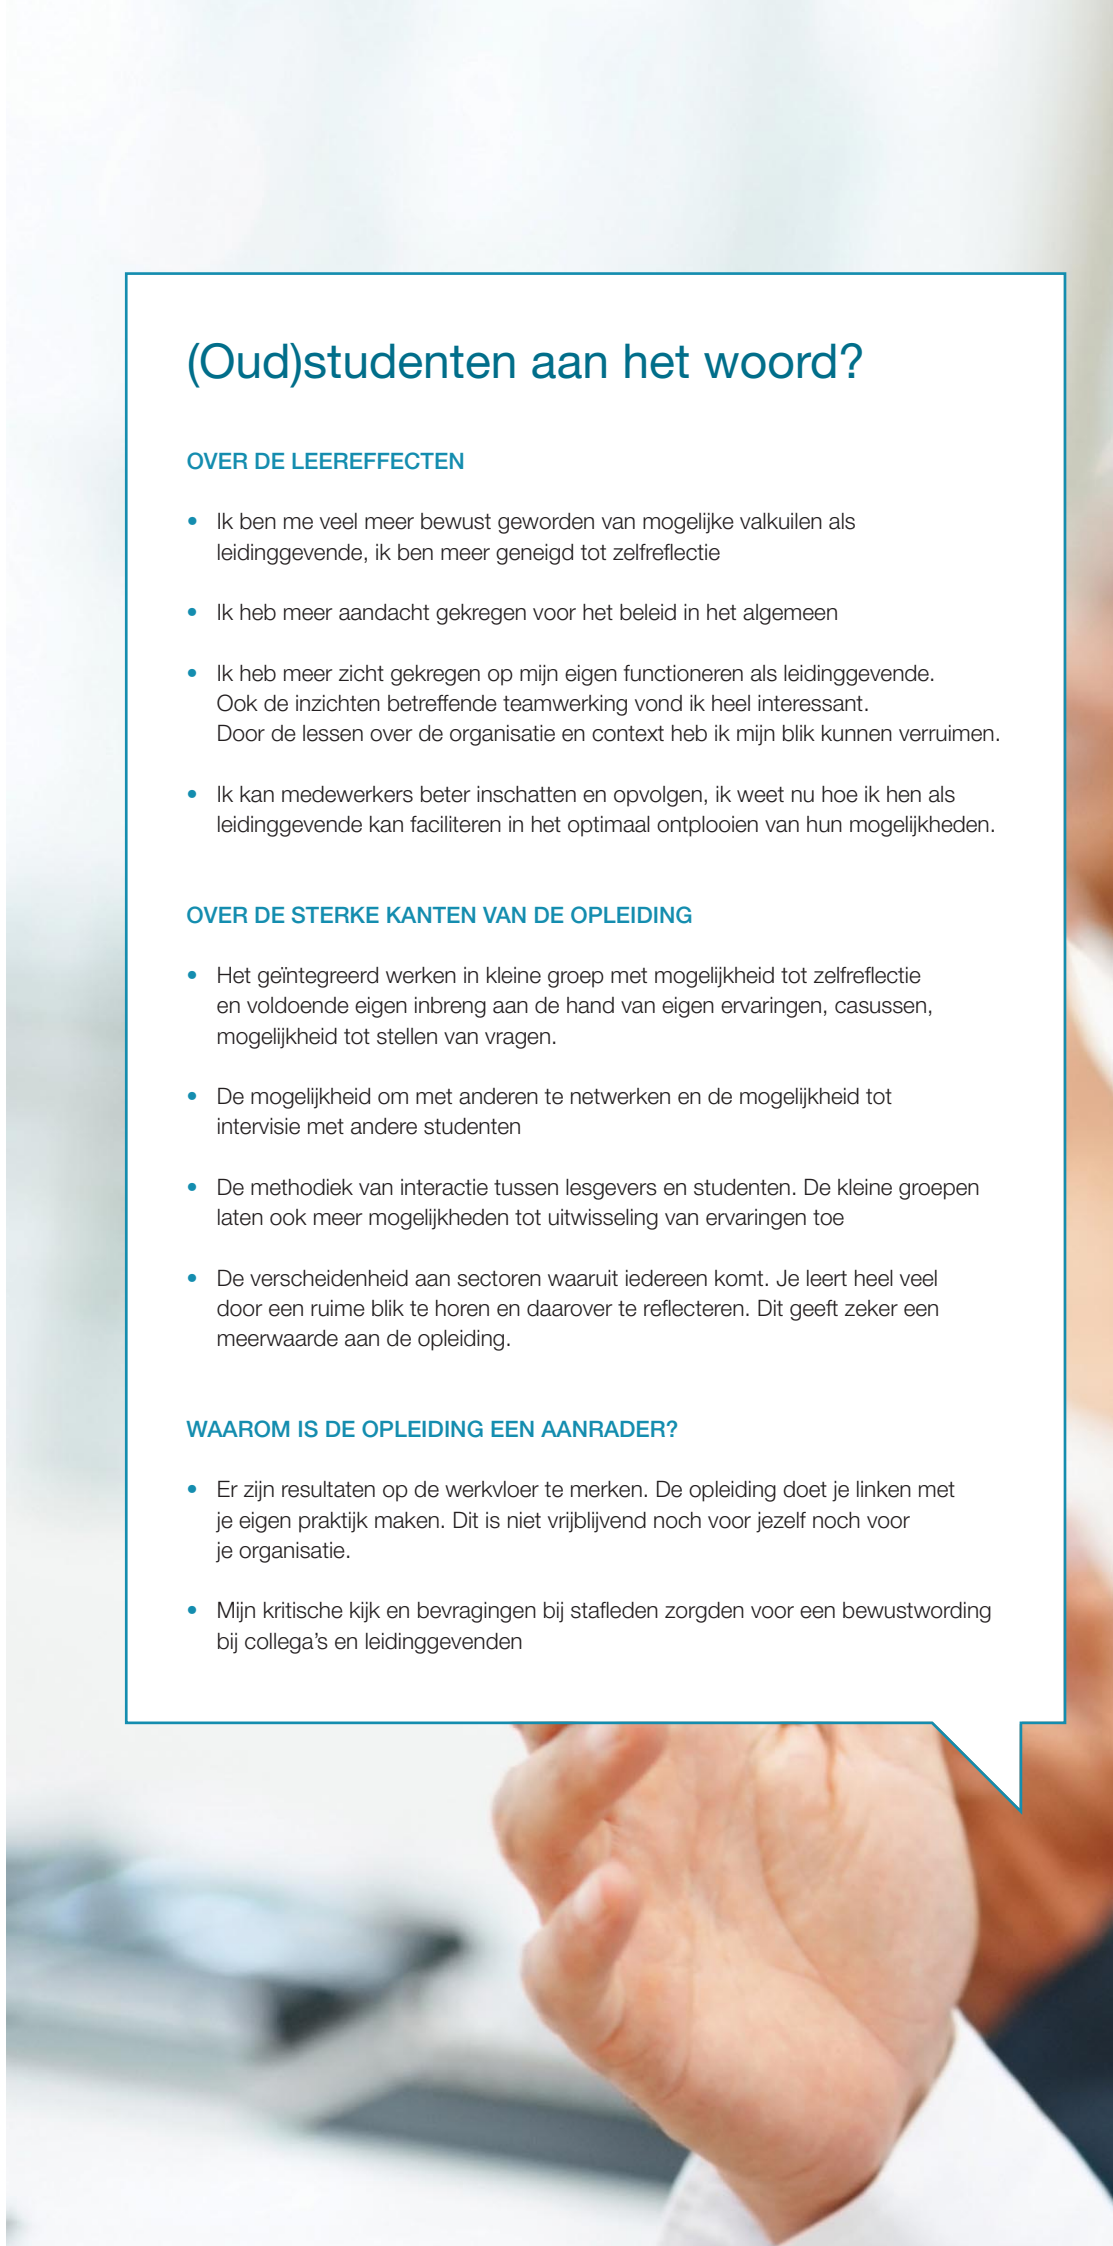 (Oud)studenten aan het woord?
OVER DE LEEREFFECTEN
• Ik ben me veel meer bewust geworden van mogelijke valkuilen als
leidinggevende, ik ben meer geneigd tot zelfreflectie
• Ik heb meer aandacht gekregen voor het beleid in het algemeen
• Ik heb meer zicht gekregen op mijn eigen functioneren als leidinggevende.
Ook de inzichten betreffende teamwerking vond ik heel interessant.
Door de lessen over de organisatie en context heb ik mijn blik kunnen verruimen.
• Ik kan medewerkers beter inschatten en opvolgen, ik weet nu hoe ik hen als
leidinggevende kan faciliteren in het optimaal ontplooien van hun mogelijkheden.
OVER DE STERKE KANTEN VAN DE OPLEIDING
• Het geïntegreerd werken in kleine groep met mogelijkheid tot zelfreflectie
en voldoende eigen inbreng aan de hand van eigen ervaringen, casussen,
mogelijkheid tot stellen van vragen.
• De mogelijkheid om met anderen te netwerken en de mogelijkheid tot
intervisie met andere studenten
• De methodiek van interactie tussen lesgevers en studenten. De kleine groepen
laten ook meer mogelijkheden tot uitwisseling van ervaringen toe
• De verscheidenheid aan sectoren waaruit iedereen komt. Je leert heel veel
door een ruime blik te horen en daarover te reflecteren. Dit geeft zeker een
meerwaarde aan de opleiding.
WAAROM IS DE OPLEIDING EEN AANRADER?
• Er zijn resultaten op de werkvloer te merken. De opleiding doet je linken met
je eigen praktijk maken. Dit is niet vrijblijvend noch voor jezelf noch voor
je organisatie.
• Mijn kritische kijk en bevragingen bij stafleden zorgden voor een bewustwording
bij collega's en leidinggevenden